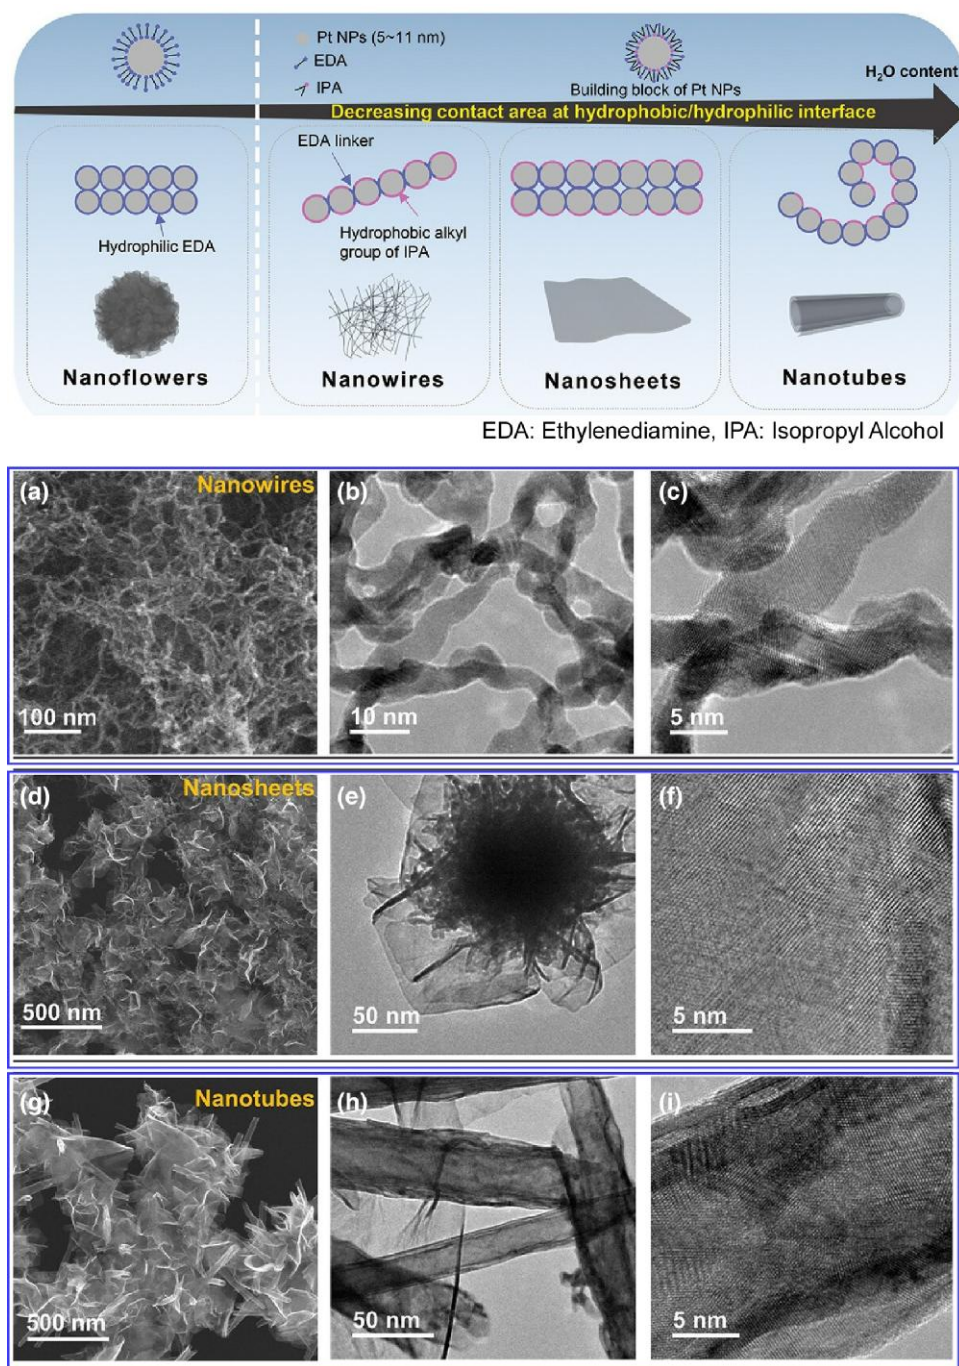 Pt NPs (5~11 nm)
EDA
IPA
Building block of Pt NPs
H₂O content
Decreasing contact area at hydrophobic/hydrophilic interface
EDA linker
Hydrophilic EDA
Hydrophobic alkyl
group of IPA
Nanoflowers
Nanowires
Nanosheets
Nanotubes
EDA: Ethylenediamine, IPA: Isopropyl Alcohol
(a) Nanowires
100 nm
(b)
10 nm
(c)
5 nm
(d) Nanosheets
500 nm
(e)
50 nm
(f)
5 nm
(g) Nanotubes
500 nm
(h)
50 nm
(i)
5 nm